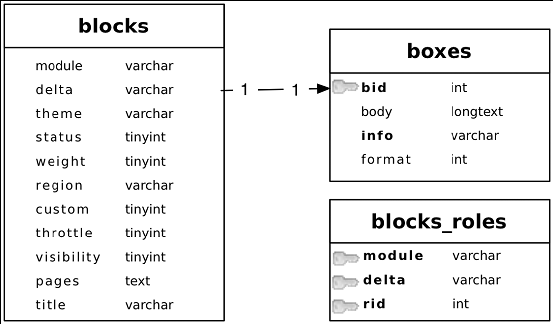 blocks
module varchar
delta varchar
theme varchar
status tinyint
weight tinyint
region varchar
custom tinyint
throttle tinyint
visibility tinyint
pages text
title varchar
1 1
boxes
bid int
body longtext
info varchar
format int
blocks_roles
module varchar
delta varchar
rid int